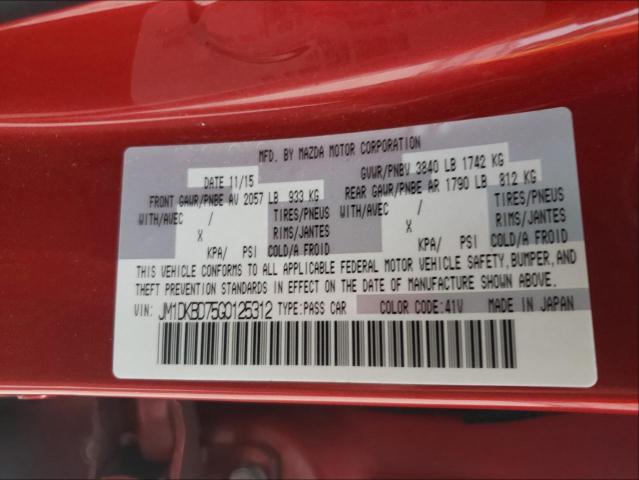 MFD. BY MAZDA MOTOR CORPORATION
DATE 11/15 GVWR/PNBV 3840 LB 1742 KG
FRONT GAWR/PNBE AV 2057 LB 933 KG REAR GAWR/PNBE AR 1790 LB 812 KG
WITH/AVEC / TIRES/PNEUS WITH/AVEC / TIRES/PNEUS
X RIMS/JANTES X RIMS/JANTES
KPA/ PSI COLD/A FROID KPA/ PSI COLD/A FROID
THIS VEHICLE CONFORMS TO ALL APPLICABLE FEDERAL MOTOR VEHICLE SAFETY, BUMPER, AND
THEFT PREVENTION STANDARDS IN EFFECT ON THE DATE OF MANUFACTURE SHOWN ABOVE.
VIN: JM1DKBD75G0125312 TYPE:PASS CAR COLOR CODE:41V MADE IN JAPAN